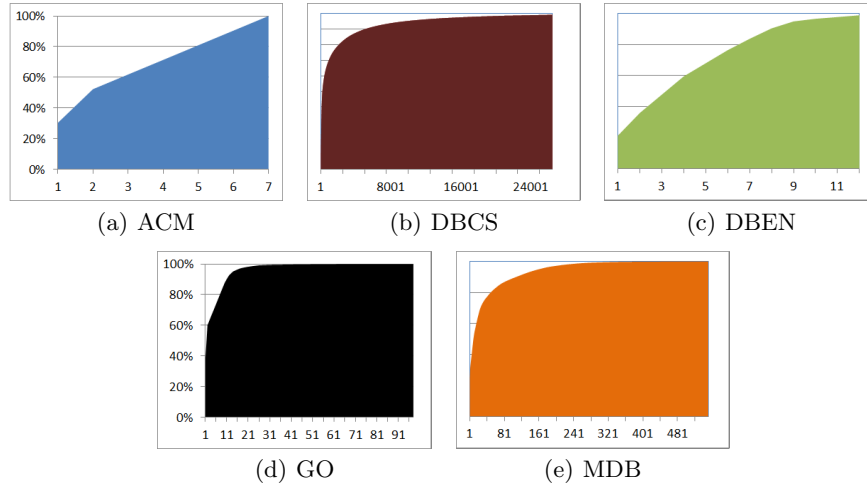 100%
80%
60%
40%
20%
0%
1 2 3 4 5 6 7
1 8001 16001 24001
1 3 5 7 9 11
(a) ACM (b) DBCS (c) DBEN
100%
80%
60%
40%
20%
0%
1 11 21 31 41 51 61 71 81 91
1 81 161 241 321 401 481
(d) GO (e) MDB